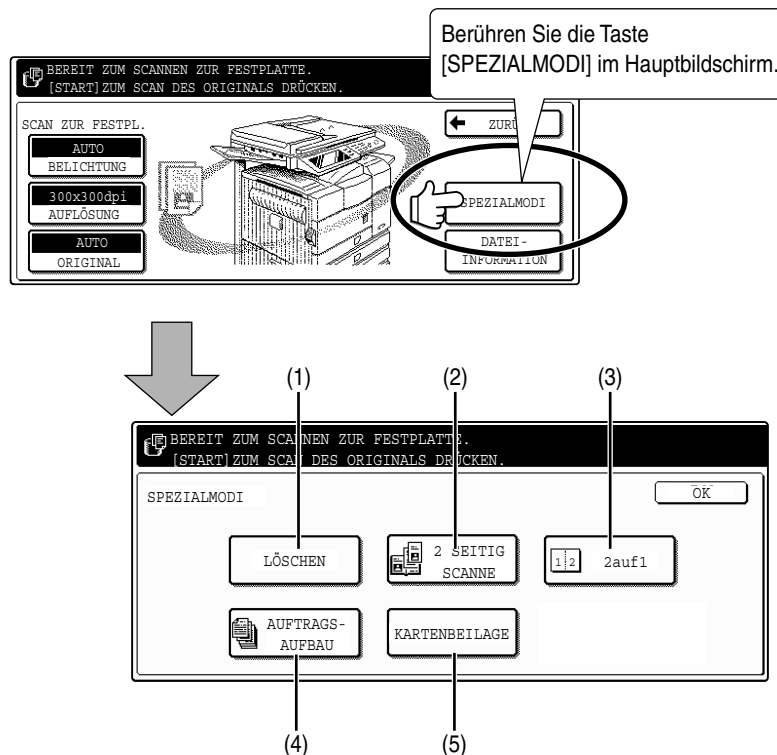 Berühren Sie die Taste
[SPEZIALMODI] im Hauptbildschirm.
BEREIT ZUM SCANNEN ZUR FESTPLATTE.
[START] ZUM SCAN DES ORIGINALS DRÜCKEN.
SCAN ZUR FESTPL.
AUTO
BELICHTUNG
300x300dpi
AUFLÖSUNG
AUTO
ORIGINAL
SPEZIALMODI
DATEI-
INFORMATION
(1)
(2)
(3)
BEREIT ZUM SCANNEN ZUR FESTPLATTE.
[START] ZUM SCAN DES ORIGINALS DRÜCKEN.
SPEZIALMODI
OK
LÖSCHEN
2 SEITIG
SCANNE
1 2
2auf1
AUFTRAGS-
AUFBAU
KARTENBEILAGE
(4)
(5)